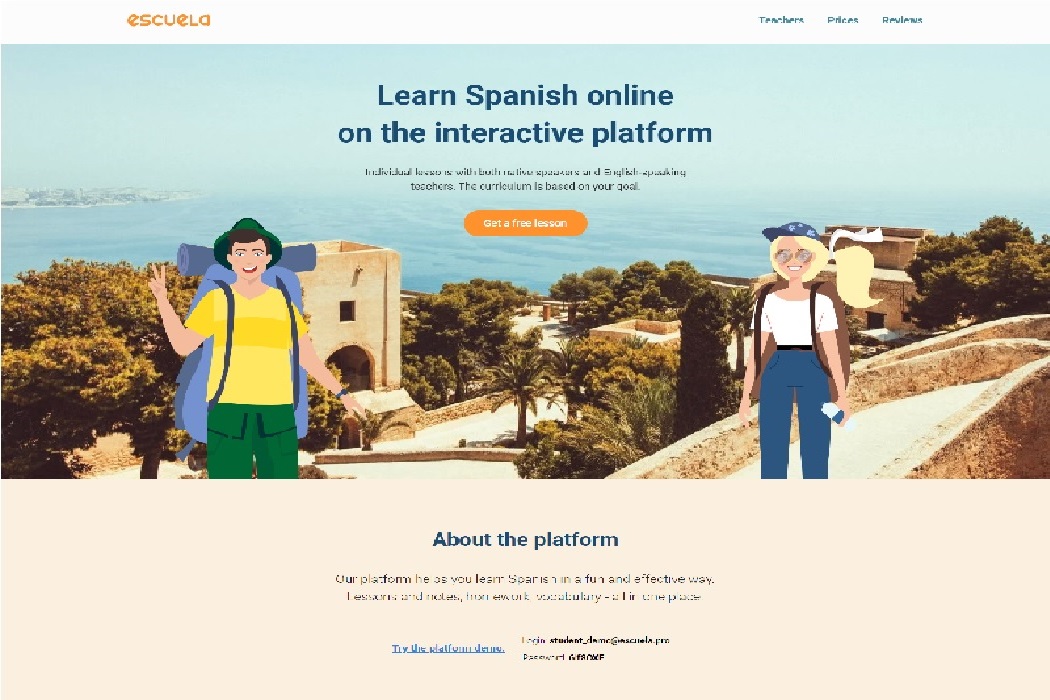 escuela
Teachers Prices Reviews
Learn Spanish online
on the interactive platform
Individual lessons with both native speakers and English-speaking
teachers. The curriculum is based on your goal.
Get a free lesson
About the platform
Our platform helps you learn Spanish in a fun and effective way.
Lessons and notes, homework, vocabulary - all in one place.
Try the platform demo.
Login: student_demo@escuela.pro
Password: